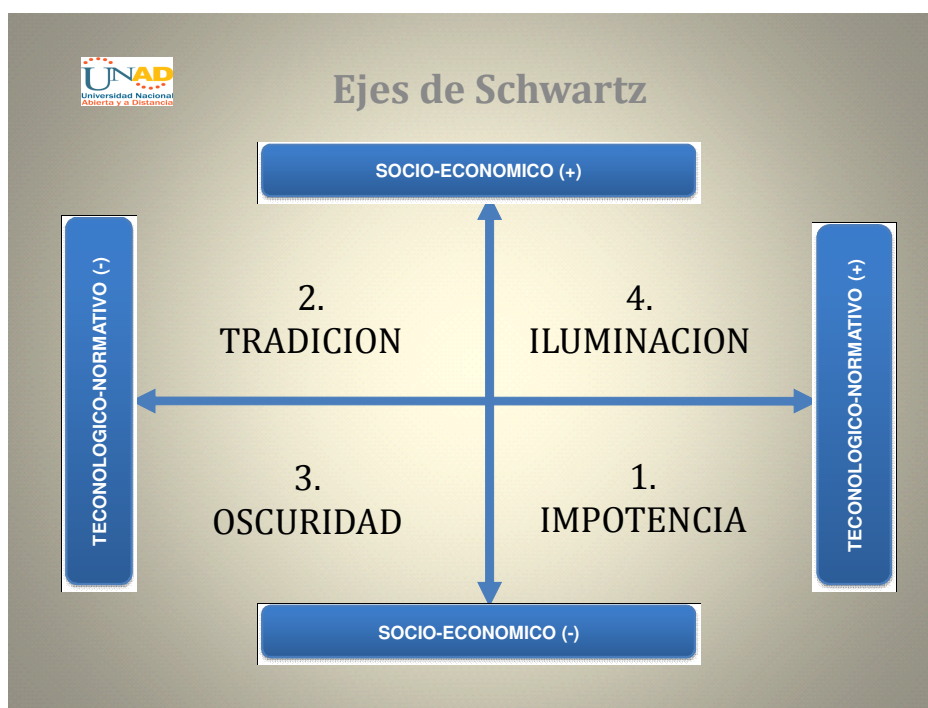 UNAD
Universidad Nacional
Abierta y a Distancia
Ejes de Schwartz
SOCIO-ECONOMICO (+)
TECONOLOGICO-NORMATIVO (-)
2.
TRADICION
4.
ILUMINACION
TECONOLOGICO-NORMATIVO (+)
3.
OSCURIDAD
1.
IMPOTENCIA
SOCIO-ECONOMICO (-)